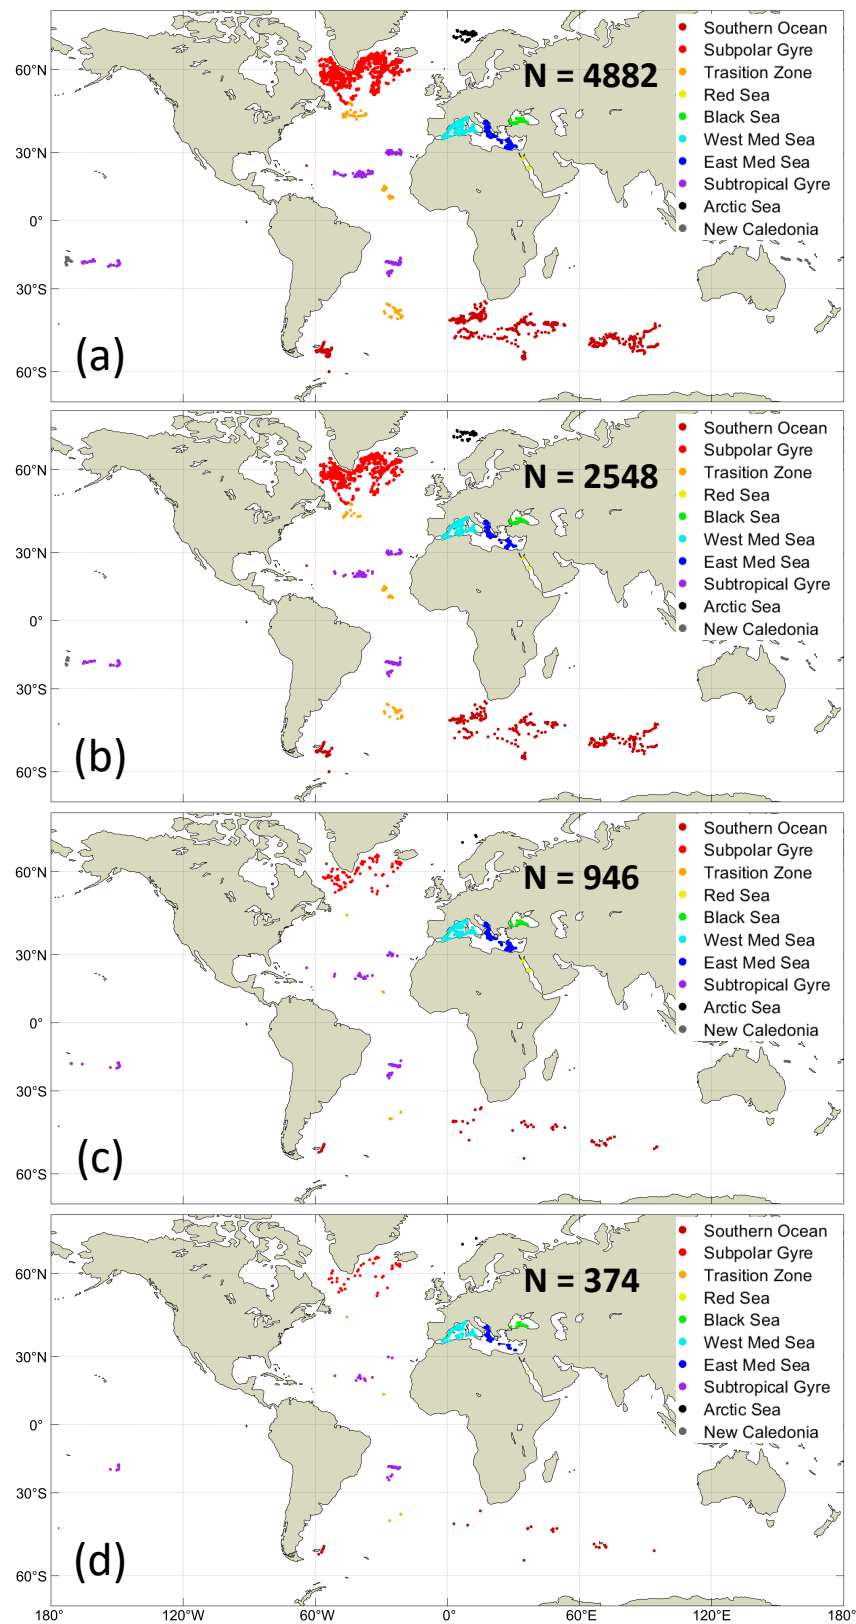 Southern Ocean
Subpolar Gyre
60°N
N = 4882
Trasition Zone
Red Sea
Black Sea
West Med Sea
30°N
East Med Sea
Subtropical Gyre
Arctic Sea
0°
New Caledonia
30°S
(a)
60°S
Southern Ocean
Subpolar Gyre
60°N
N = 2548
Trasition Zone
Red Sea
Black Sea
West Med Sea
30°N
East Med Sea
Subtropical Gyre
Arctic Sea
0°
New Caledonia
30°S
(b)
60°S
Southern Ocean
Subpolar Gyre
60°N
N = 946
Trasition Zone
Red Sea
Black Sea
West Med Sea
30°N
East Med Sea
Subtropical Gyre
Arctic Sea
0°
New Caledonia
30°S
(c)
60°S
Southern Ocean
Subpolar Gyre
60°N
N = 374
Trasition Zone
Red Sea
Black Sea
West Med Sea
30°N
East Med Sea
Subtropical Gyre
Arctic Sea
0°
New Caledonia
30°S
(d)
60°S
180°W 120°W 60°W 0° 60°E 120°E 180°